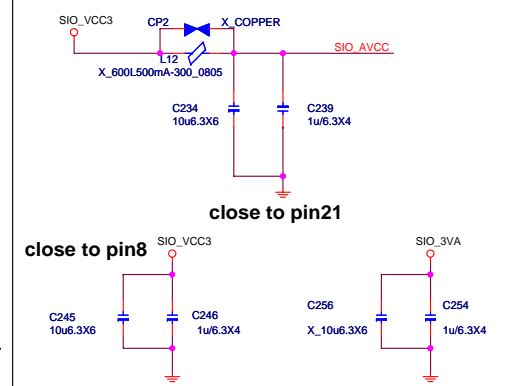 SIO_VCC3
CP2
X_COPPER
SIO_AVCC
L12
X_600L500mA-300_0805
C234
10u6.3X6
C239
1u/6.3X4
close to pin21
close to pin8
SIO_VCC3
SIO_3VA
C245
10u6.3X6
C246
1u/6.3X4
C256
X_10u6.3X6
C254
1u/6.3X4